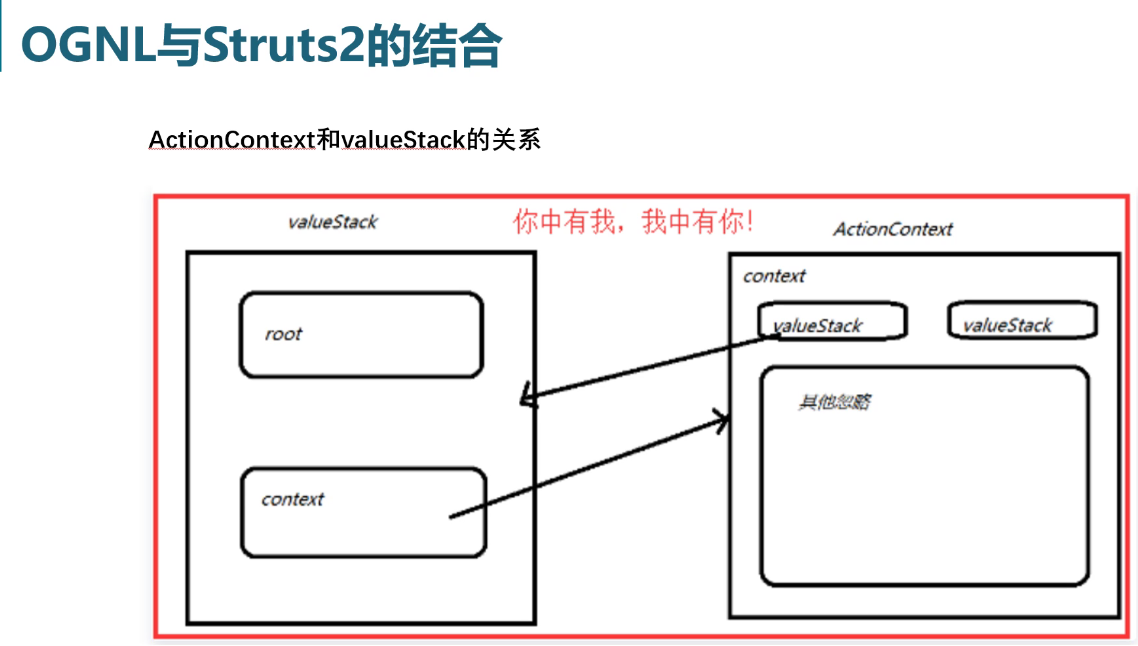 OGNL与Struts2的结合
ActionContext和valueStack的关系
valueStack
你中有我，我中有你！
ActionContext
context
valueStack
valueStack
root
其他忽略
context